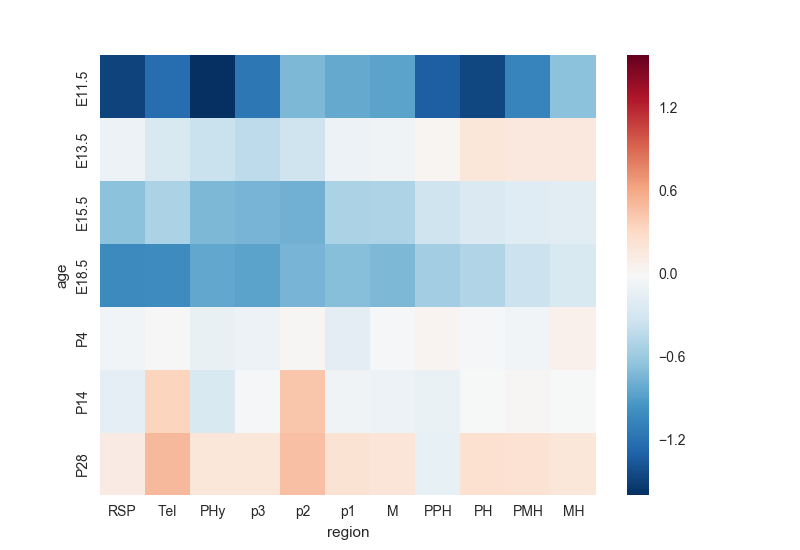 E11.5
E13.5
E15.5
E18.5
P4
P14
P28
age
RSP Tel PHy p3 p2 p1 M PPH PH PMH MH
region
1.2
0.6
0.0
−0.6
−1.2